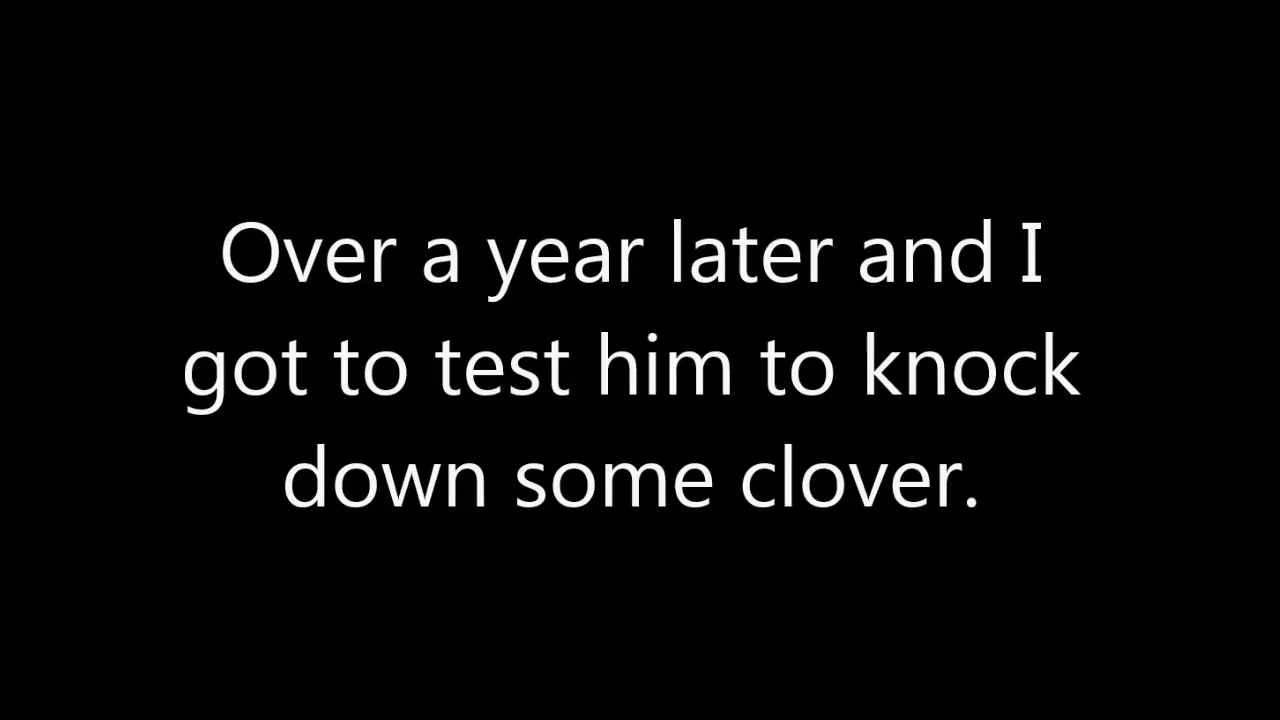 Over a year later and I
got to test him to knock
down some clover.